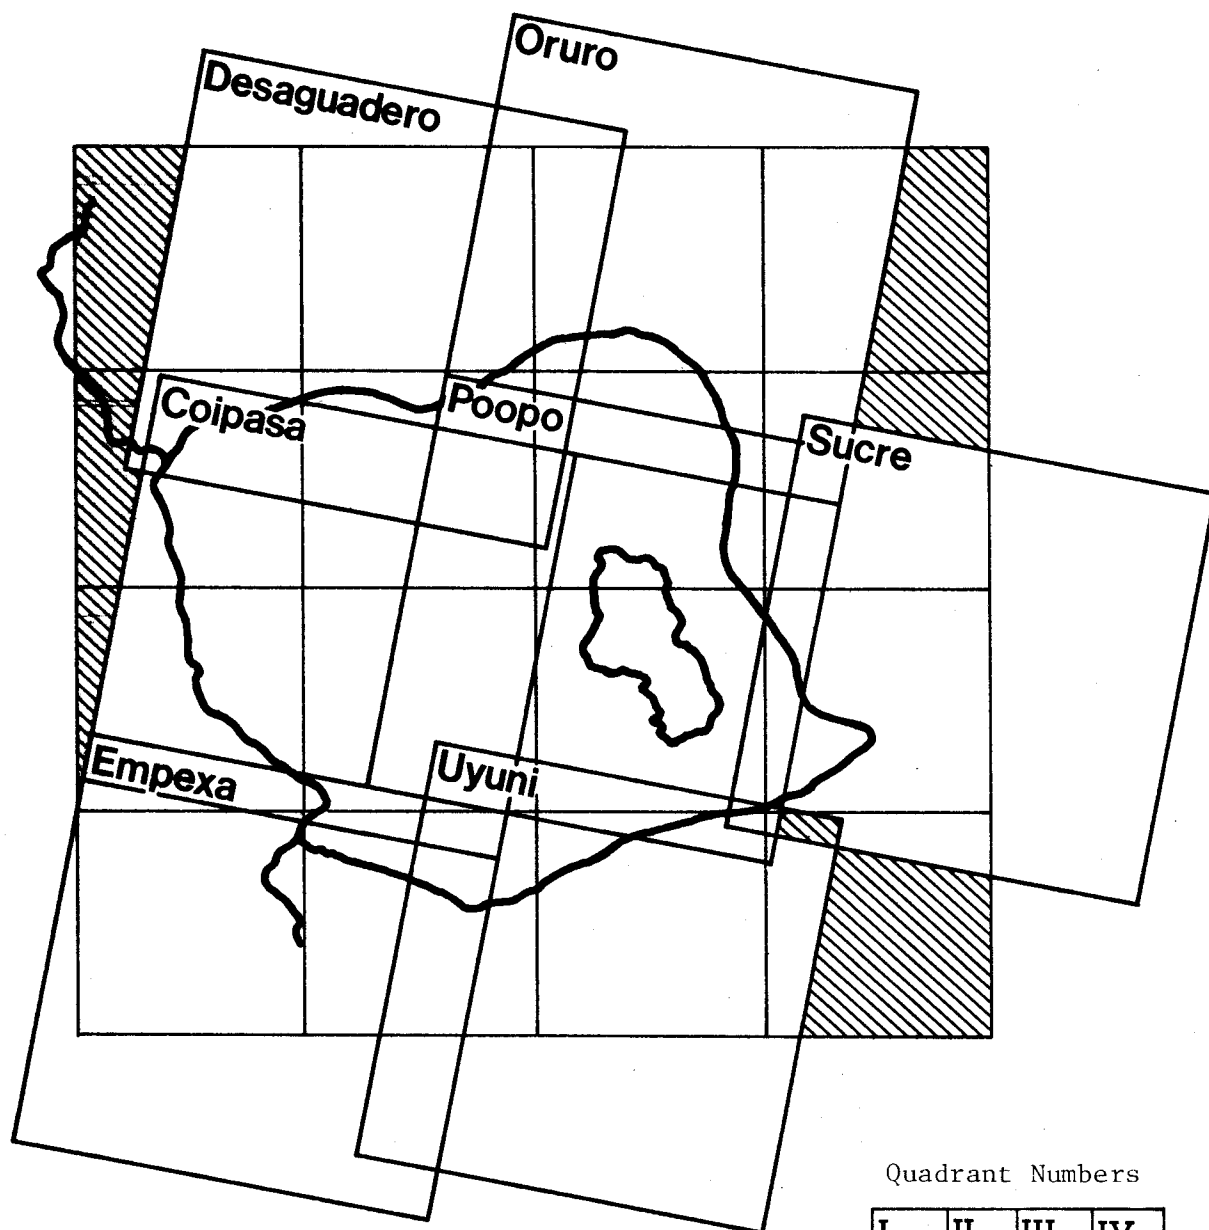 Oruro
Desaguadero
Coipasa
Poopo
Sucre
Empexa
Uyuni
Quadrant Numbers
I II III IV